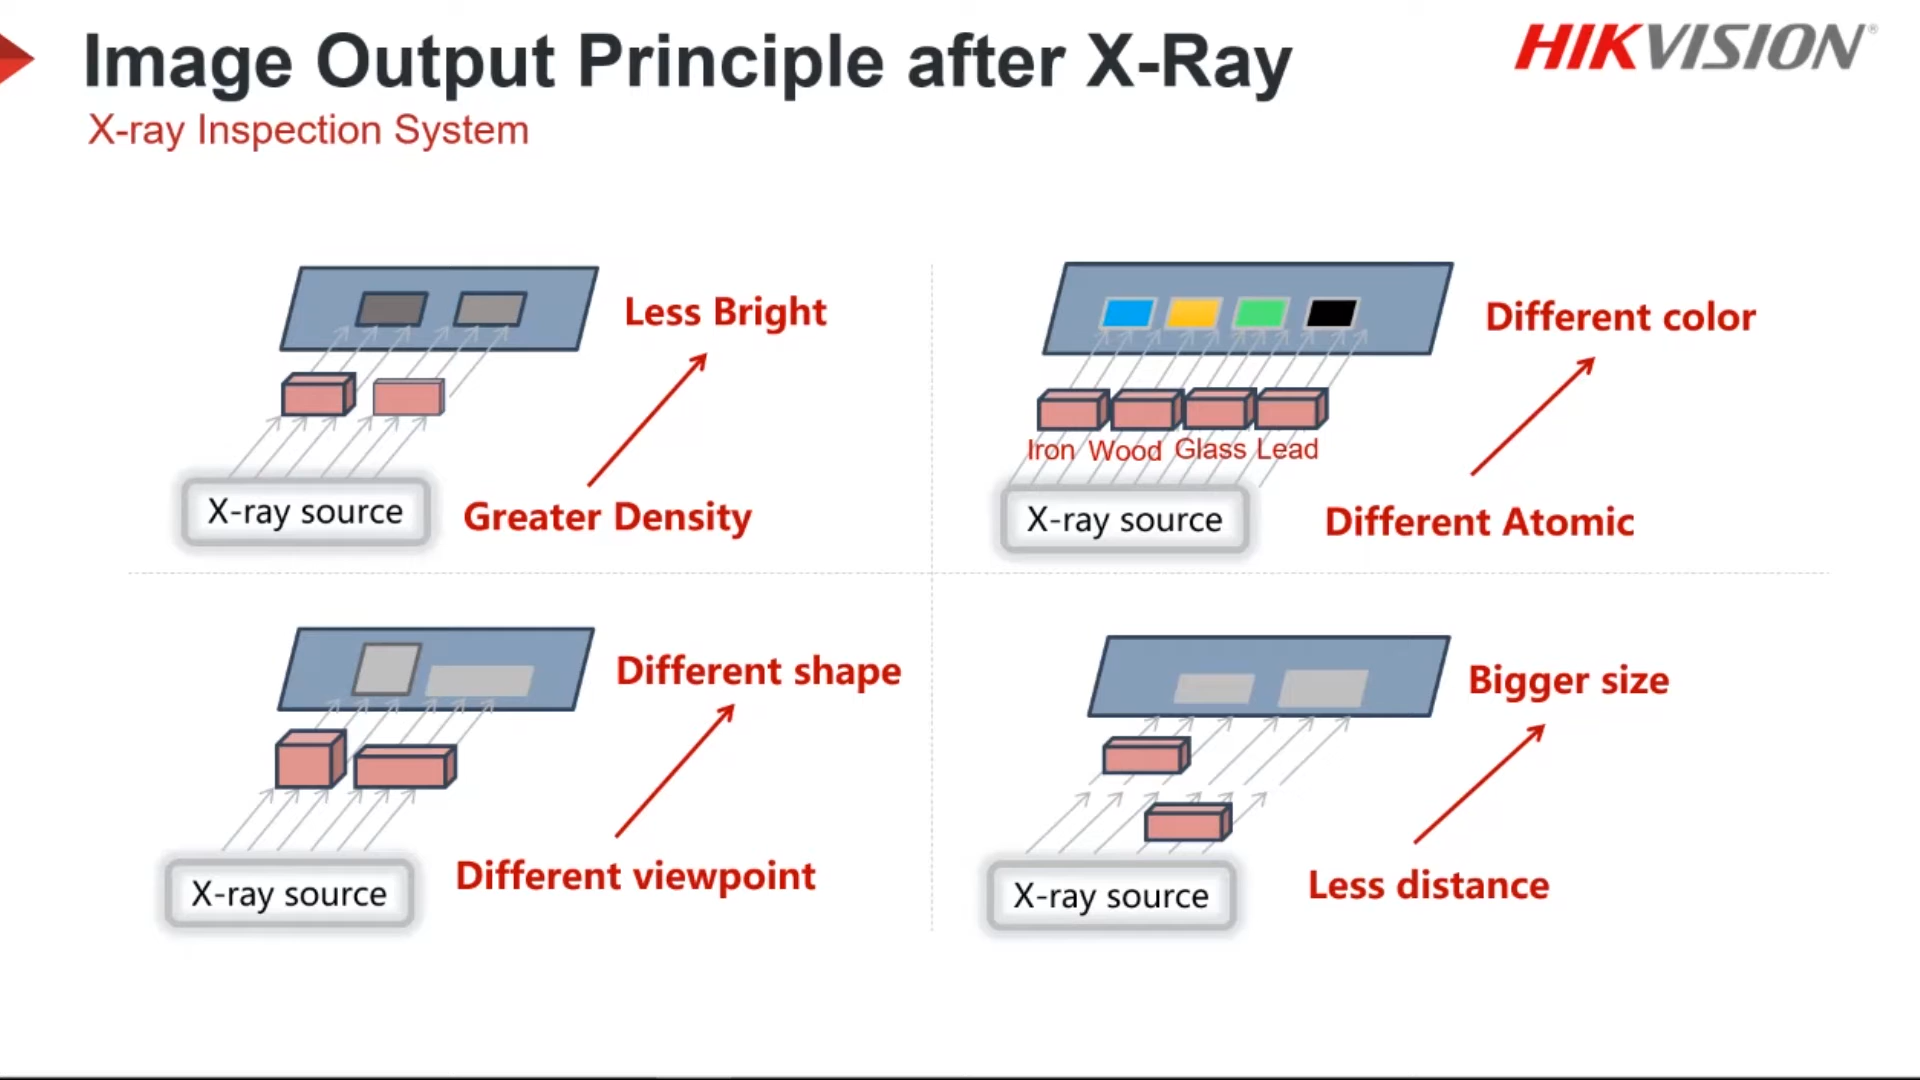 Image Output Principle after X-Ray
HIKVISION®
X-ray Inspection System
Less Bright
X-ray source
Greater Density
Different color
Iron Wood Glass Lead
X-ray source
Different Atomic
Different shape
X-ray source
Different viewpoint
Bigger size
X-ray source
Less distance